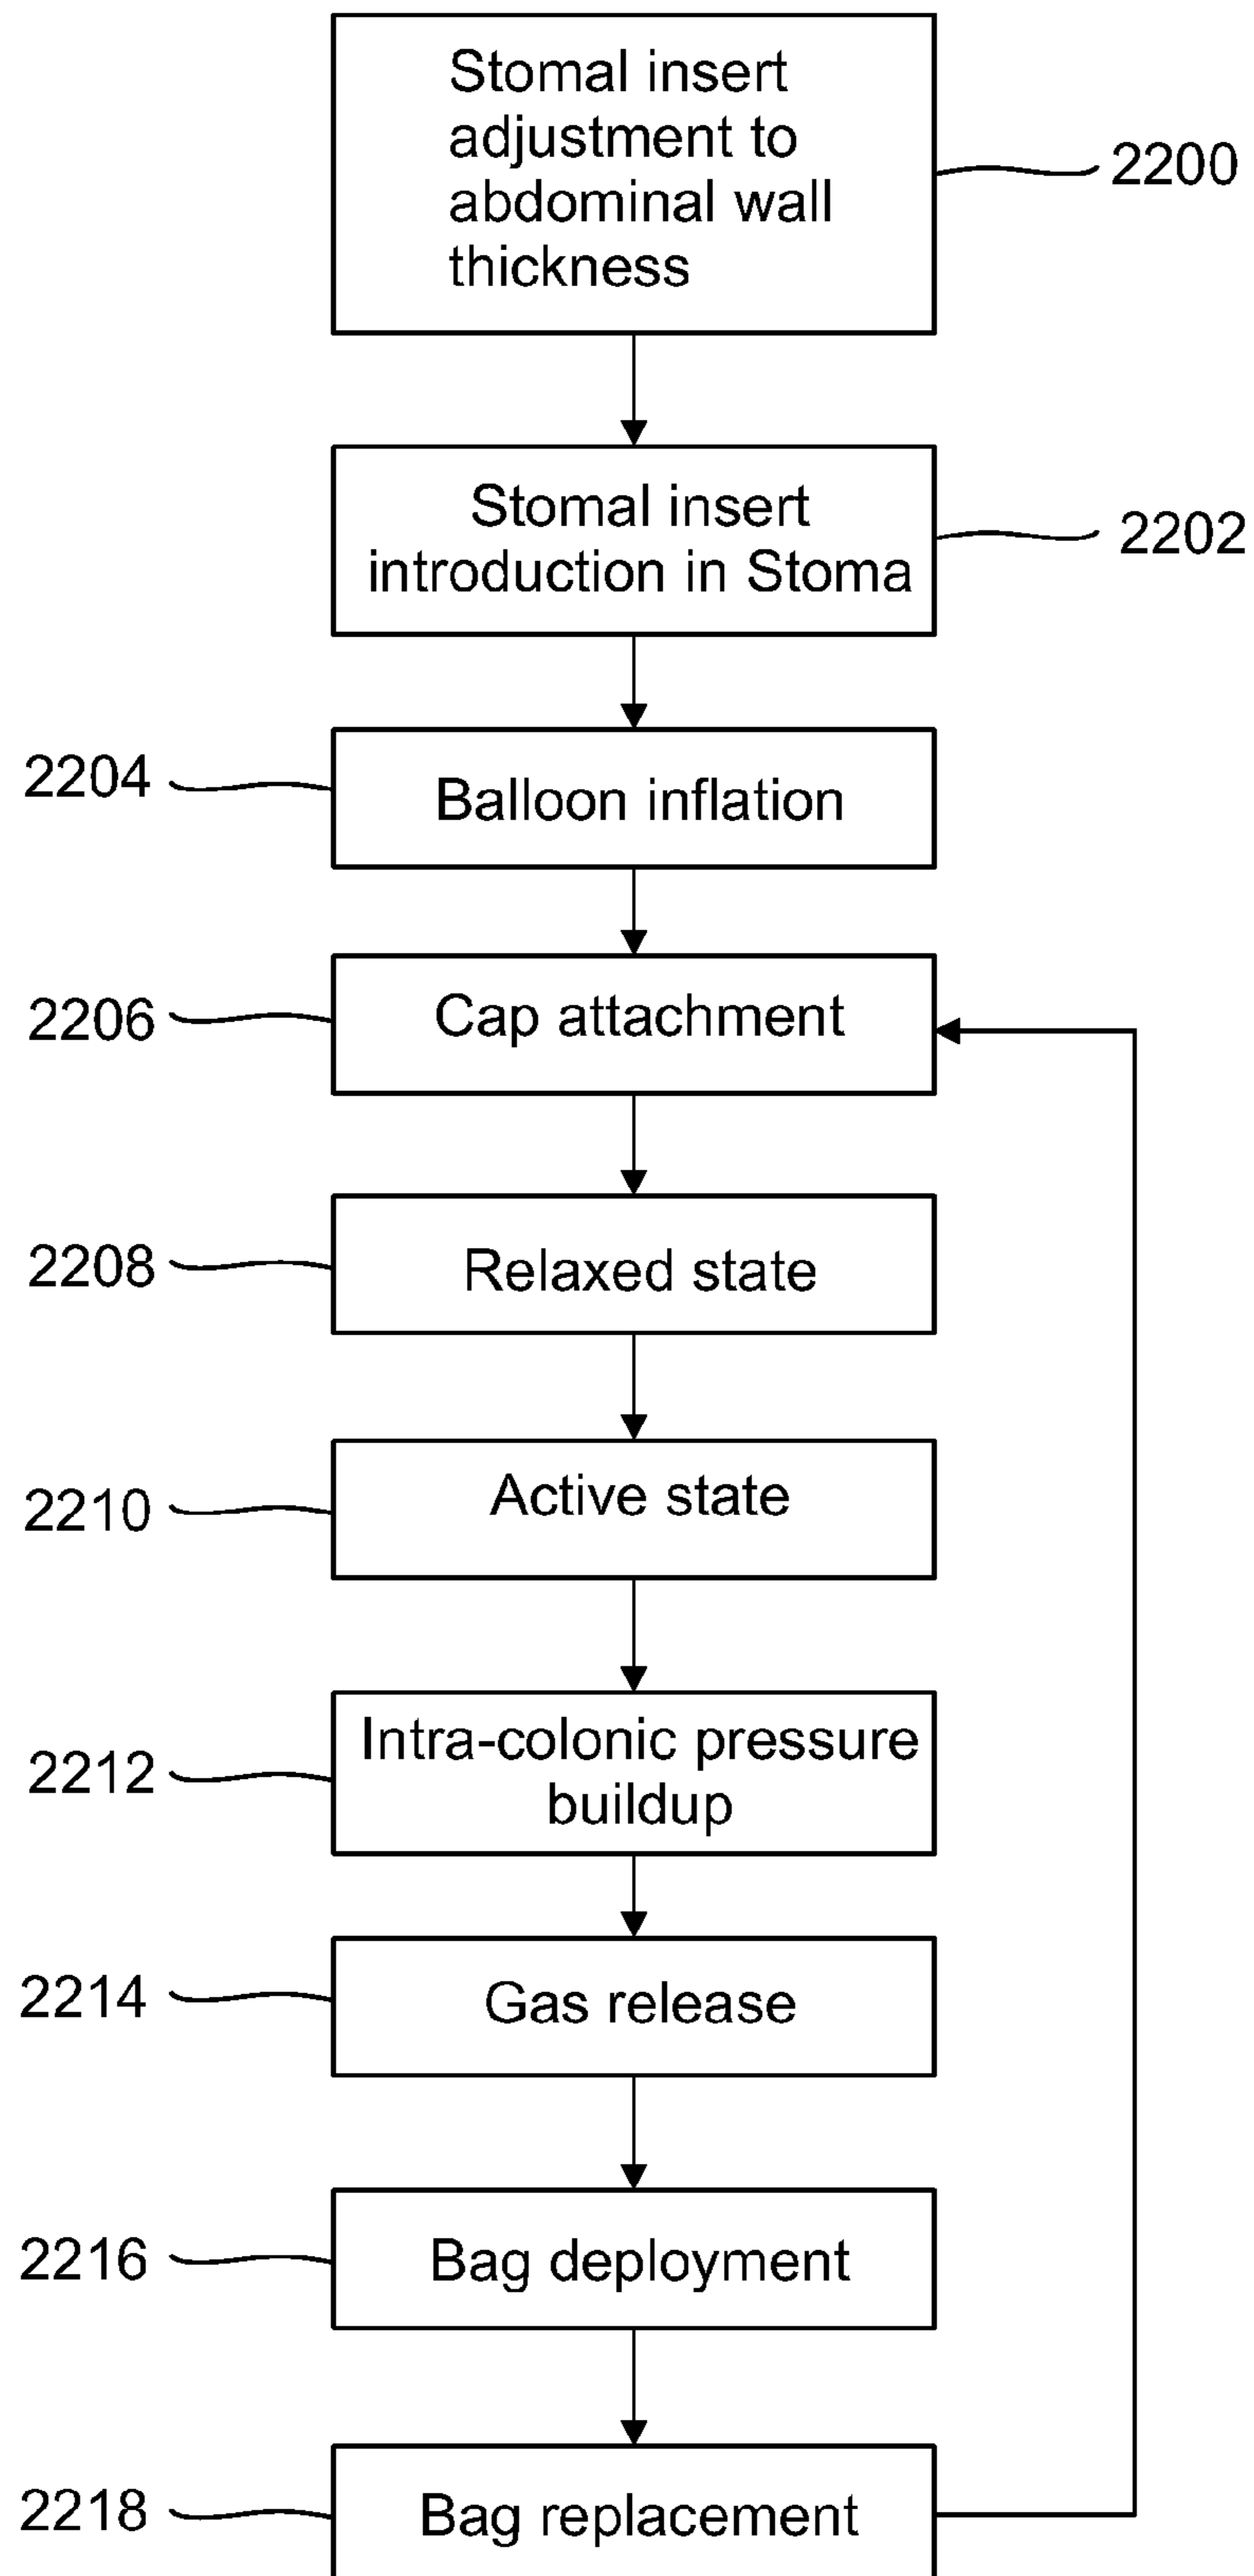 Stomal insert
adjustment to
abdominal wall
thickness
2200
Stomal insert
introduction in Stoma
2202
2204
Balloon inflation
2206
Cap attachment
2208
Relaxed state
2210
Active state
2212
Intra-colonic pressure
buildup
2214
Gas release
2216
Bag deployment
2218
Bag replacement